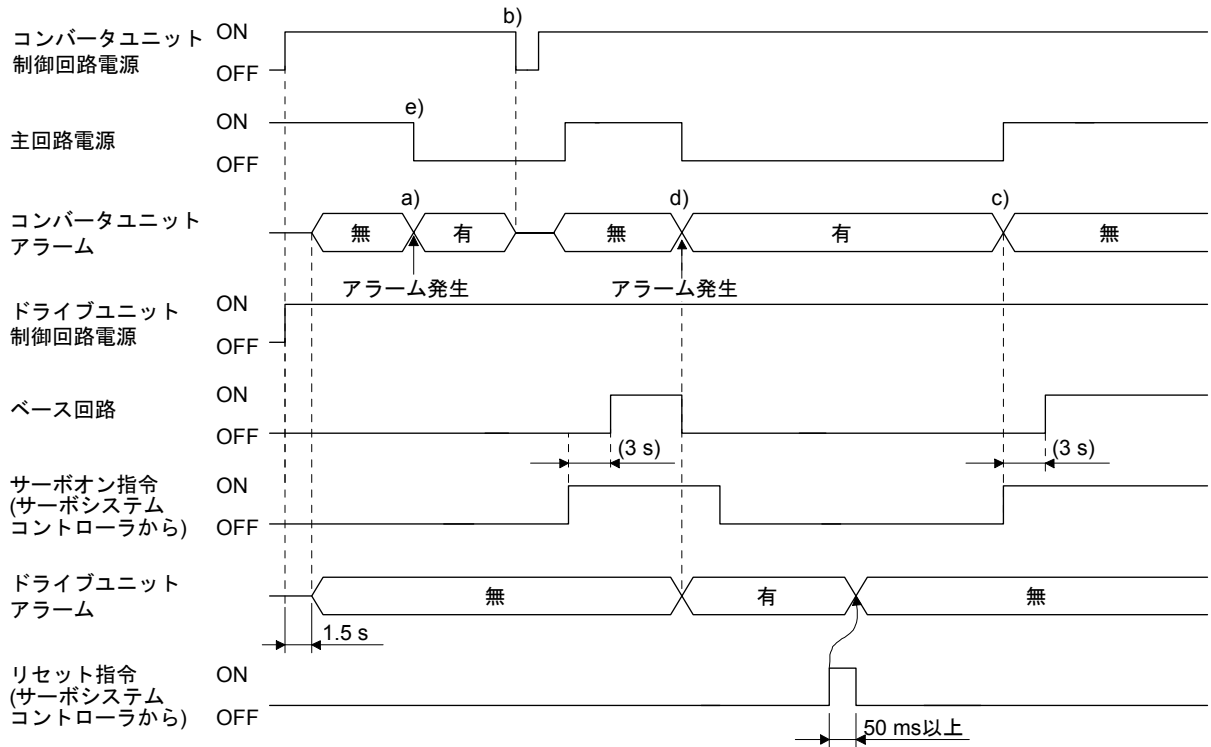 コンバータユニット
制御回路電源
ON
OFF
b)
主回路電源
ON
OFF
e)
コンバータユニット
アラーム
無
a)
有
無
d)
有
c)
無
アラーム発生
アラーム発生
ドライブユニット
制御回路電源
ON
OFF
ベース回路
ON
OFF
(3 s)
(3 s)
サーボオン指令
(サーボシステム
コントローラから)
ON
OFF
ドライブユニット
アラーム
無
有
無
1.5 s
リセット指令
(サーボシステム
コントローラから)
ON
OFF
50 ms以上